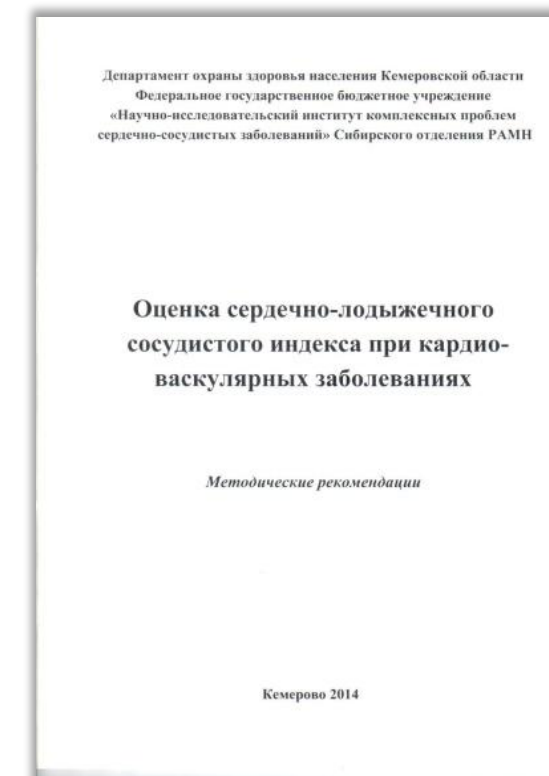 Департамент охраны здоровья населения Кемеровской области
Федеральное государственное бюджетное учреждение
«Научно-исследовательский институт комплексных проблем
сердечно-сосудистых заболеваний» Сибирского отделения РАМН
Оценка сердечно-лодыжечного
сосудистого индекса при кардио-
васкулярных заболеваниях
Методические рекомендации
Кемерово 2014